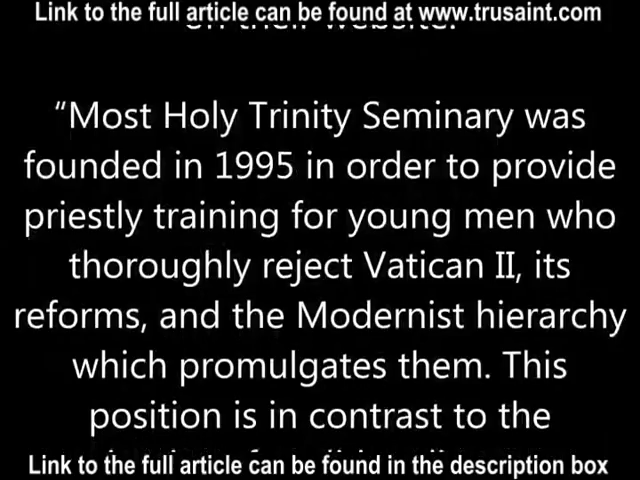 Link to the full article can be found at www.trusaint.com
on their website:
“Most Holy Trinity Seminary was
founded in 1995 in order to provide
priestly training for young men who
thoroughly reject Vatican II, its
reforms, and the Modernist hierarchy
which promulgates them. This
position is in contrast to the
Link to the full article can be found in the description box